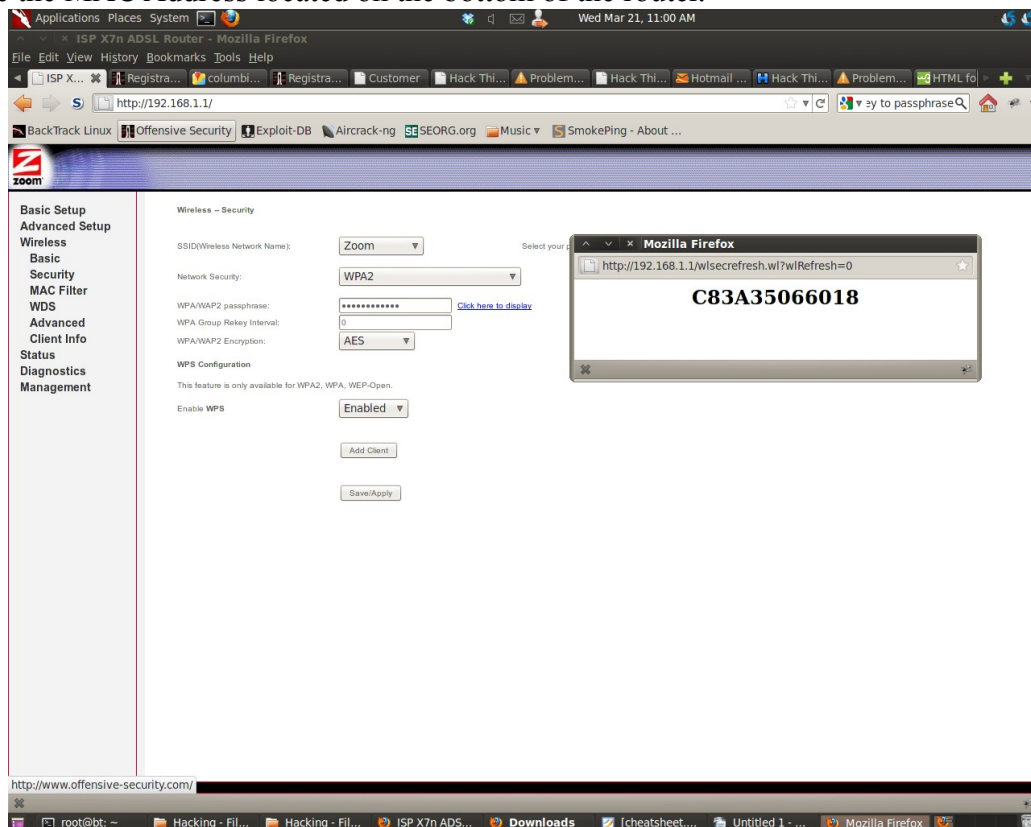 the MAC Address located on the bottom of the router.
Applications Places System Wed Mar 21, 11:00 AM
ISP X7n ADSL Router - Mozilla Firefox
File Edit View History Bookmarks Tools Help
ISP X... Registra... columbi... Registra... Customer Hack Thi... Problem... Hack Thi... Hotmail ... Hack Thi... Problem... HTML fo
http://192.168.1.1/ ey to passphrase
BackTrack Linux Offensive Security Exploit-DB Aircrack-ng SEORG.org Music SmokePing - About ...
zoom
Basic Setup
Advanced Setup
Wireless
Basic
Security
MAC Filter
WDS
Advanced
Client Info
Status
Diagnostics
Management
Wireless -- Security
SSID(Wireless Network Name): Zoom Select your
Network Security: WPA2
WPA/WAP2 passphrase: •••••••••••• Click here to display
WPA Group Rekey Interval: 0
WPA/WAP2 Encryption: AES
WPS Configuration
This feature is only available for WPA2, WPA, WEP-Open.
Enable WPS Enabled
Add Client
Save/Apply
Mozilla Firefox
http://192.168.1.1/wlsecrefresh.wl?wlRefresh=0
C83A35066018
http://www.offensive-security.com/
root@bt: ~ Hacking - Fil... Hacking - Fil... ISP X7n ADS... Downloads [cheatsheet.... Untitled 1 - ... Mozilla Firefox